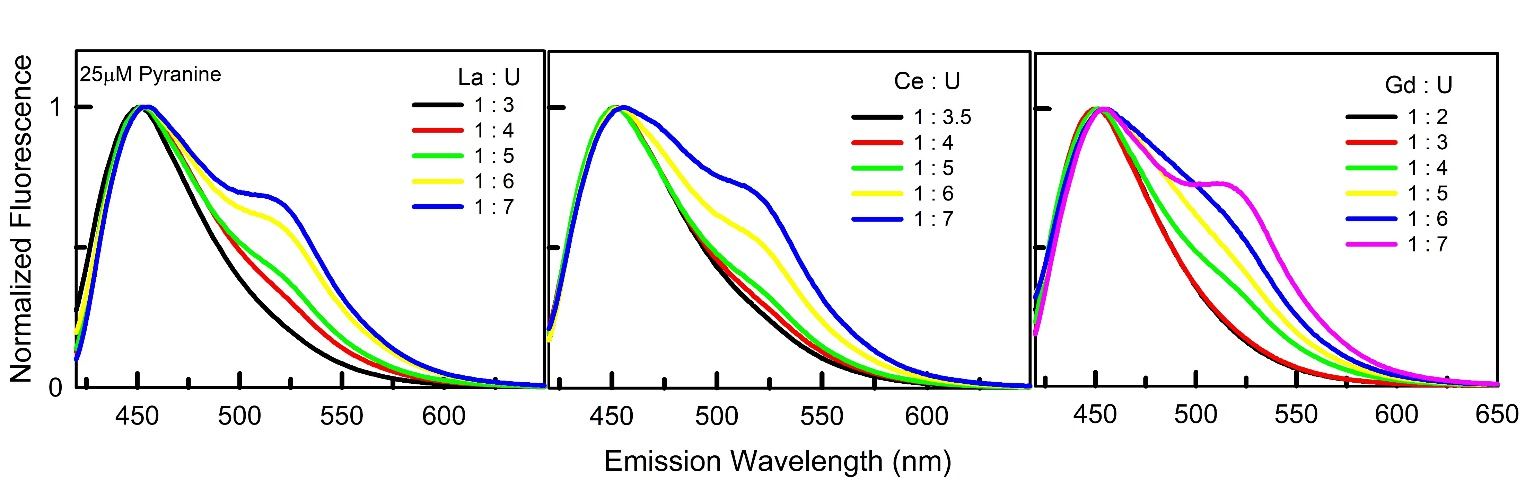 25μM Pyranine
La : U
1 : 3
1 : 4
1 : 5
1 : 6
1 : 7
Ce : U
1 : 3.5
1 : 4
1 : 5
1 : 6
1 : 7
Gd : U
1 : 2
1 : 3
1 : 4
1 : 5
1 : 6
1 : 7
Normalized Fluorescence
1
0
450 500 550 600
450 500 550 600
450 500 550 600 650
Emission Wavelength (nm)